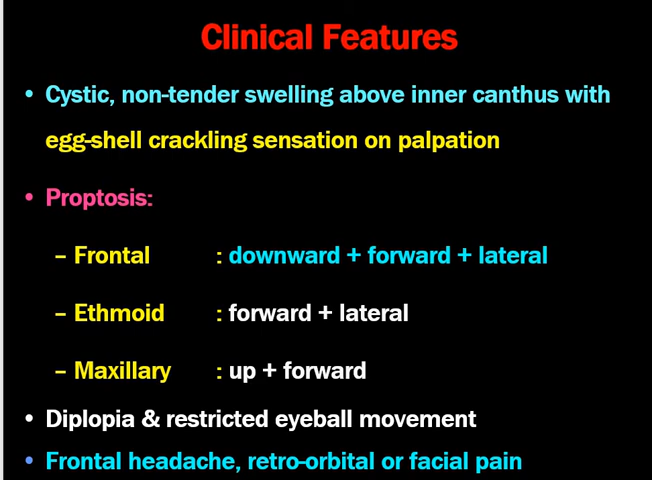 Clinical Features
• Cystic, non-tender swelling above inner canthus with
egg-shell crackling sensation on palpation
• Proptosis:
– Frontal : downward + forward + lateral
– Ethmoid : forward + lateral
– Maxillary : up + forward
• Diplopia & restricted eyeball movement
• Frontal headache, retro-orbital or facial pain